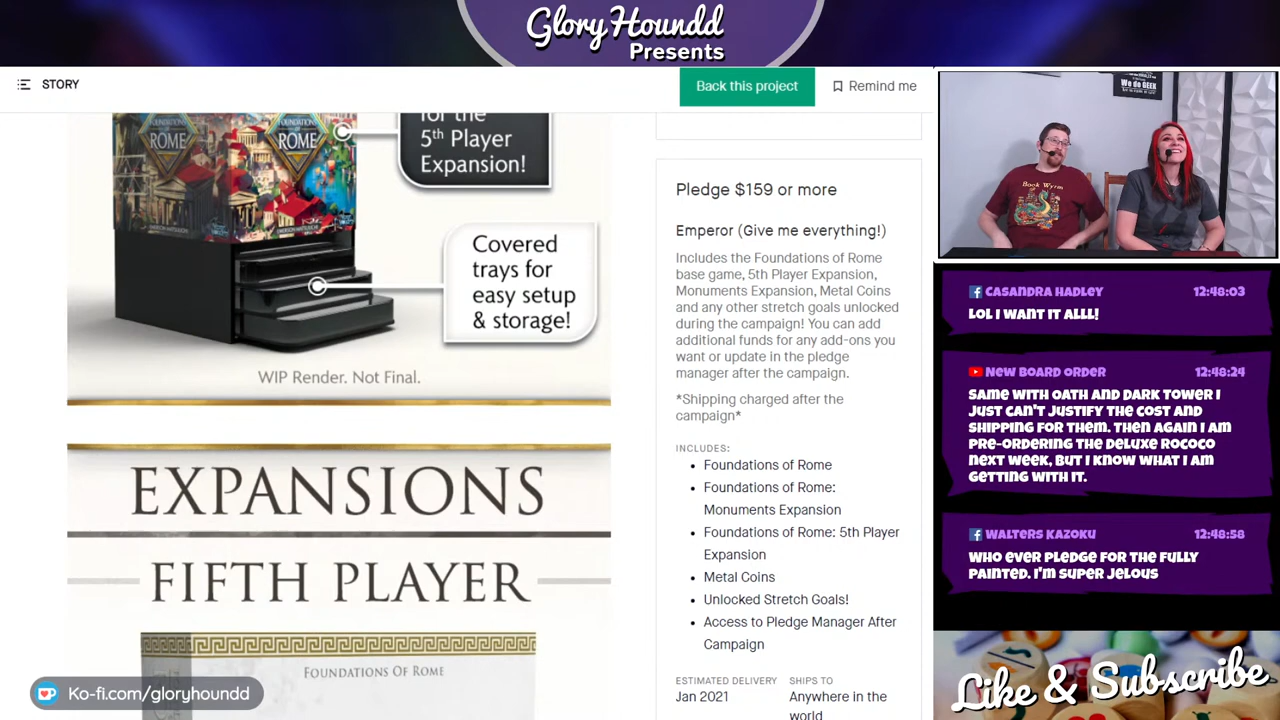 GloryHoundd
Presents
STORY
Back this project
Remind me
FOUNDATIONS
ROME
FOUNDATIONS
ROME
for the
5th Player
Expansion!
Covered
trays for
easy setup
& storage!
WIP Render. Not Final.
EXPANSIONS
FIFTH PLAYER
FOUNDATIONS OF ROME
Ko-fi.com/gloryhoundd
Pledge $159 or more
Emperor (Give me everything!)
Includes the Foundations of Rome
base game, 5th Player Expansion,
Monuments Expansion, Metal Coins
and any other stretch goals unlocked
during the campaign! You can add
additional funds for any add-ons you
want or update in the pledge
manager after the campaign.
*Shipping charged after the
campaign*
INCLUDES:
• Foundations of Rome
• Foundations of Rome:
Monuments Expansion
• Foundations of Rome: 5th Player
Expansion
• Metal Coins
• Unlocked Stretch Goals!
• Access to Pledge Manager After
Campaign
ESTIMATED DELIVERY
Jan 2021
SHIPS TO
Anywhere in the
world
We do GEEK
BOOK WYRM
CASANDRA HADLEY 12:48:03
LOL I WANT IT ALLL!
NEW BOARD ORDER 12:48:24
SAME WITH OATH AND DARK TOWER I
JUST CAN'T JUSTIFY THE COST AND
SHIPPING FOR THEM. THEN AGAIN I AM
PRE-ORDERING THE DELUXE ROCOCO
NEXT WEEK, BUT I KNOW WHAT I AM
GETTING WITH IT.
WALTERS KAZOKU 12:48:58
WHO EVER PLEDGE FOR THE FULLY
PAINTED. I'M SUPER JELOUS
Like & Subscribe